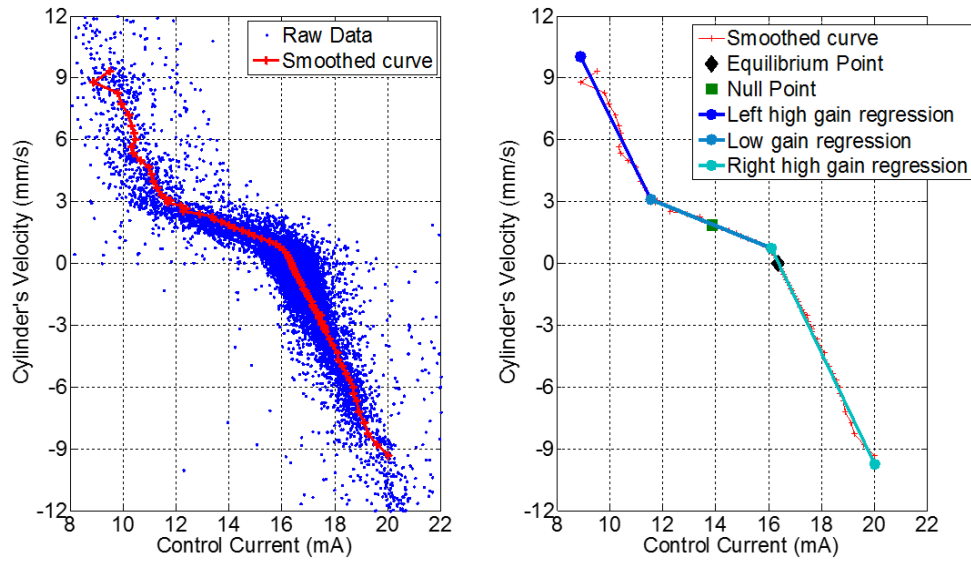 Raw Data
Smoothed curve
12
9
6
3
0
-3
-6
-9
-12
8
10
12
14
16
18
20
22
Cylinder's Velocity (mm/s)
Control Current (mA)
Smoothed curve
Equilibrium Point
Null Point
Left high gain regression
Low gain regression
Right high gain regression
12
9
6
3
0
-3
-6
-9
-12
8
10
12
14
16
18
20
22
Cylinder's Velocity (mm/s)
Control Current (mA)